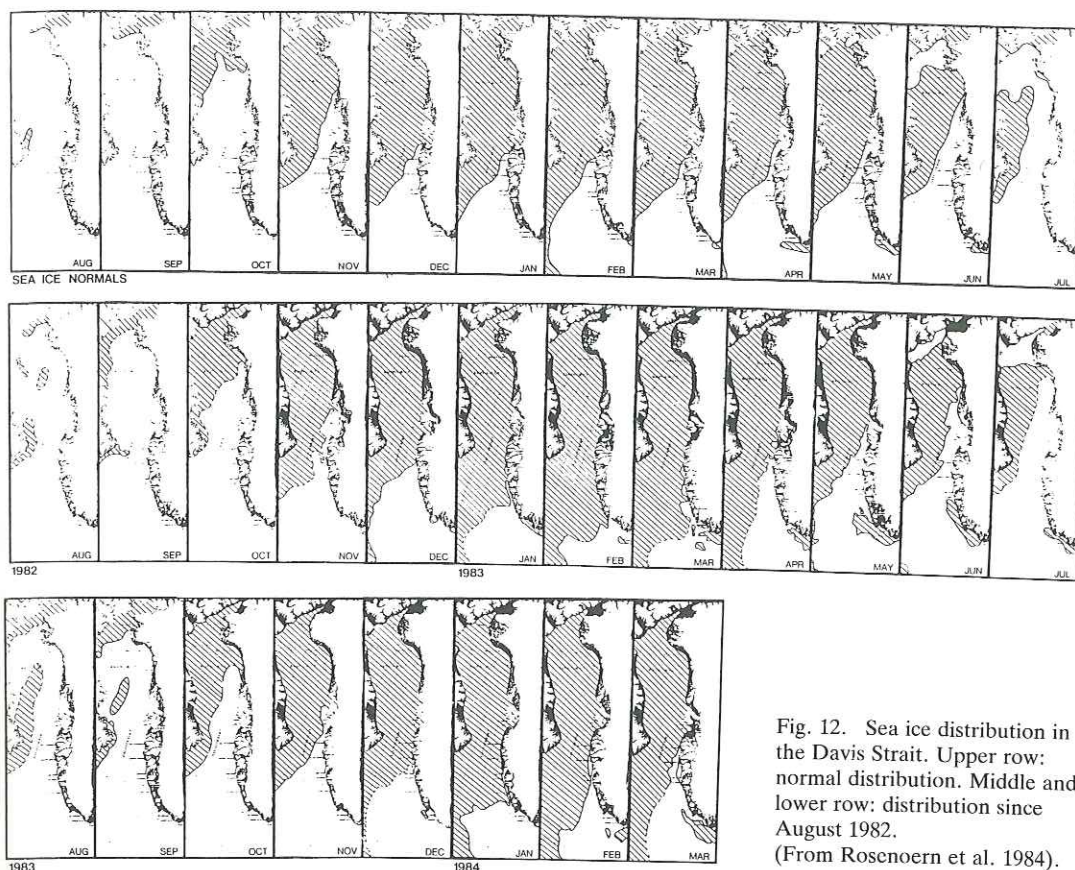 AUG SEP OCT NOV DEC JAN FEB MAR APR MAY JUN JUL
SEA ICE NORMALS
AUG SEP OCT NOV DEC JAN FEB MAR APR MAY JUN JUL
1982 1983
AUG SEP OCT NOV DEC JAN FEB MAR
1983 1984
Fig. 12. Sea ice distribution in
the Davis Strait. Upper row:
normal distribution. Middle and
lower row: distribution since
August 1982.
(From Rosenoern et al. 1984).